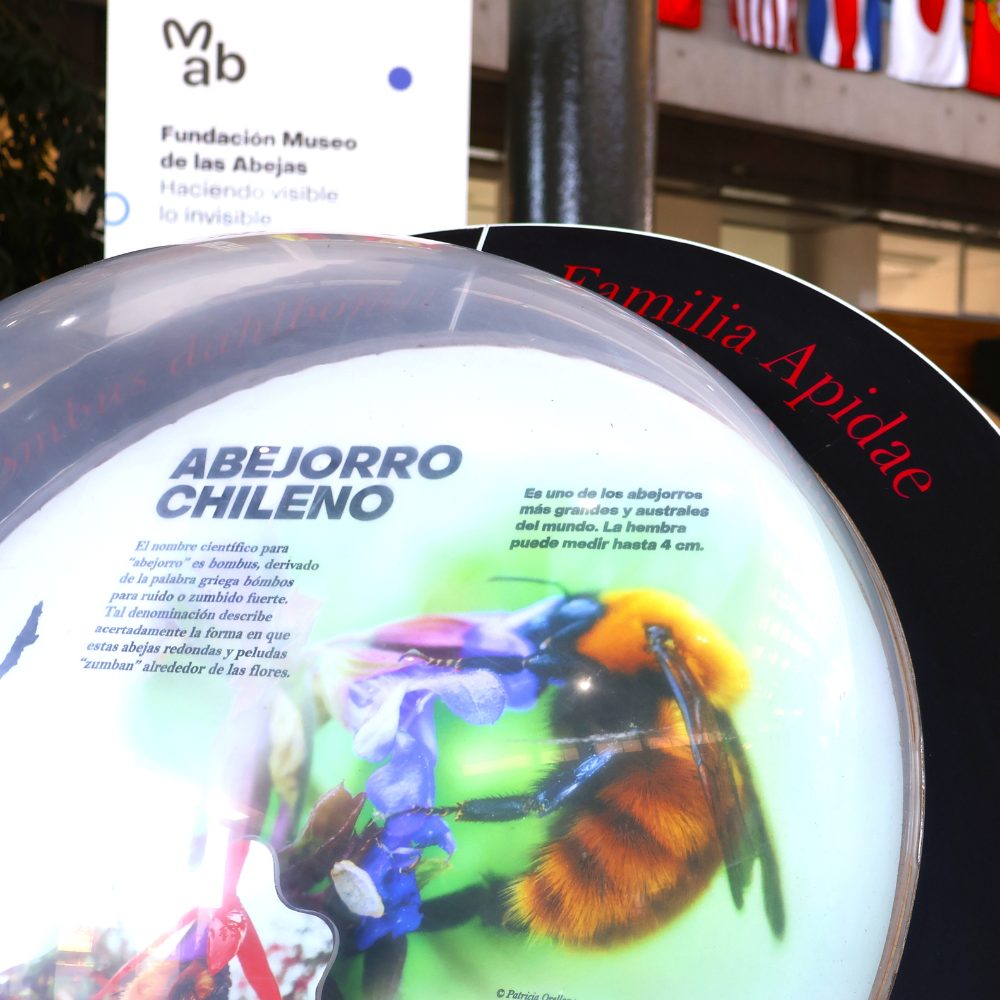 Mab
Fundación Museo
de las Abejas
Haciendo visible
lo invisible
Familia Apidae
ABEJORRO
CHILENO
El nombre científico para
“abejorro” es bombus, derivado
de la palabra griega bómbos
para ruido o zumbido fuerte.
Tal denominación describe
acertadamente la forma en que
estas abejas redondas y peludas
“zumban” alrededor de las flores.
Es uno de los abejorros
más grandes y australes
del mundo. La hembra
puede medir hasta 4 cm.
© Patricia